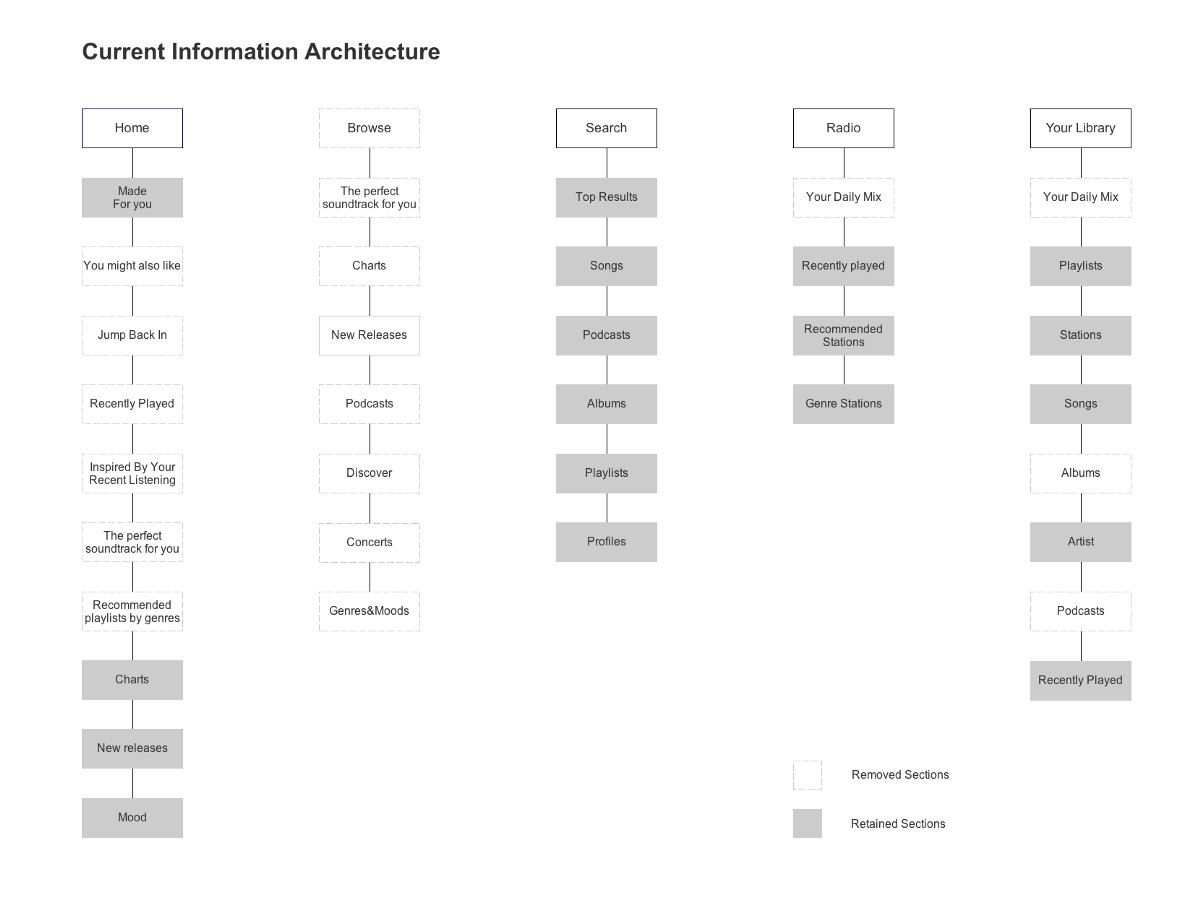 Current Information Architecture
Home
Made
For you
You might also like
Jump Back In
Recently Played
Inspired By Your
Recent Listening
The perfect
soundtrack for you
Recommended
playlists by genres
Charts
New releases
Mood
Browse
The perfect
soundtrack for you
Charts
New Releases
Podcasts
Discover
Concerts
Genres&Moods
Search
Top Results
Songs
Podcasts
Albums
Playlists
Profiles
Radio
Your Daily Mix
Recently played
Recommended
Stations
Genre Stations
Your Library
Your Daily Mix
Playlists
Stations
Songs
Albums
Artist
Podcasts
Recently Played
Removed Sections
Retained Sections